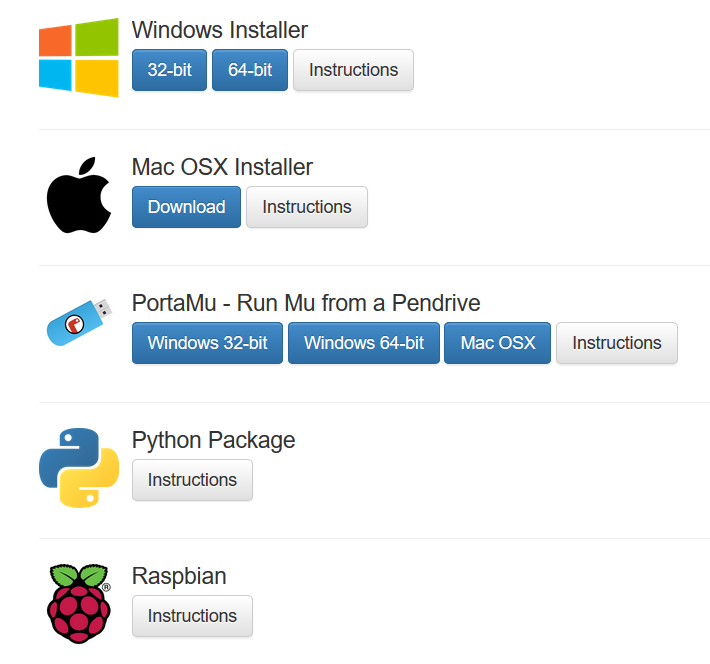 Windows Installer
32-bit 64-bit Instructions
Mac OSX Installer
Download Instructions
PortaMu - Run Mu from a Pendrive
Windows 32-bit Windows 64-bit Mac OSX Instructions
Python Package
Instructions
Raspbian
®
Instructions